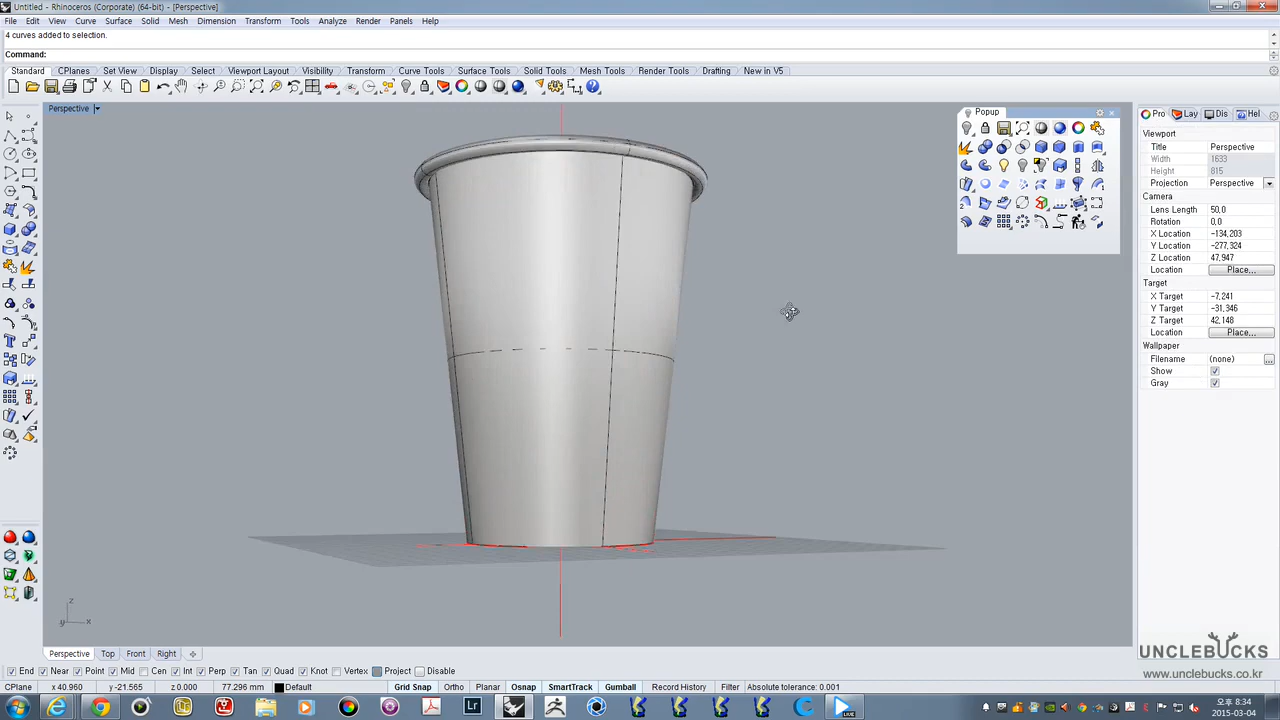 Untitled - Rhinoceros (Corporate) (64-bit) - [Perspective]
File Edit View Curve Surface Solid Mesh Dimension Transform Tools Analyze Render Panels Help
4 curves added to selection.
Command:
Standard CPlanes Set View Display Select Viewport Layout Visibility Transform Curve Tools Surface Tools Solid Tools Mesh Tools Render Tools Drafting New in V5
Perspective
Popup
Pro Lay Dis Hel
Viewport
Title Perspective
Width 1633
Height 815
Projection Perspective
Camera
Lens Length 50,0
Rotation 0,0
X Location -134,203
Y Location -277,324
Z Location 47,947
Location Place...
Target
X Target -7,241
Y Target -31,346
Z Target 42,148
Location Place...
Wallpaper
Filename (none) ...
Show
Gray
z
y x
Perspective Top Front Right
End Near Point Mid Cen Int Perp Tan Quad Knot Vertex Project Disable
CPlane x 40.960 y -21.565 z 0.000 77.296 mm Default Grid Snap Ortho Planar Osnap SmartTrack Gumball Record History Filter Absolute tolerance: 0.001
UNCLEBUCKS
www.unclebucks.co.kr
Lr
LIVE
오후 8:34
2015-03-04